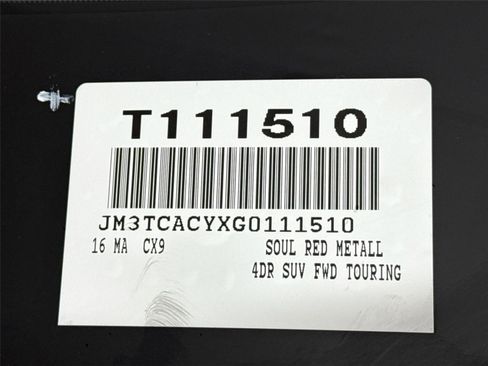 T111510
JM3TCACYXG0111510
16 MA CX9 SOUL RED METALL
4DR SUV FWD TOURING